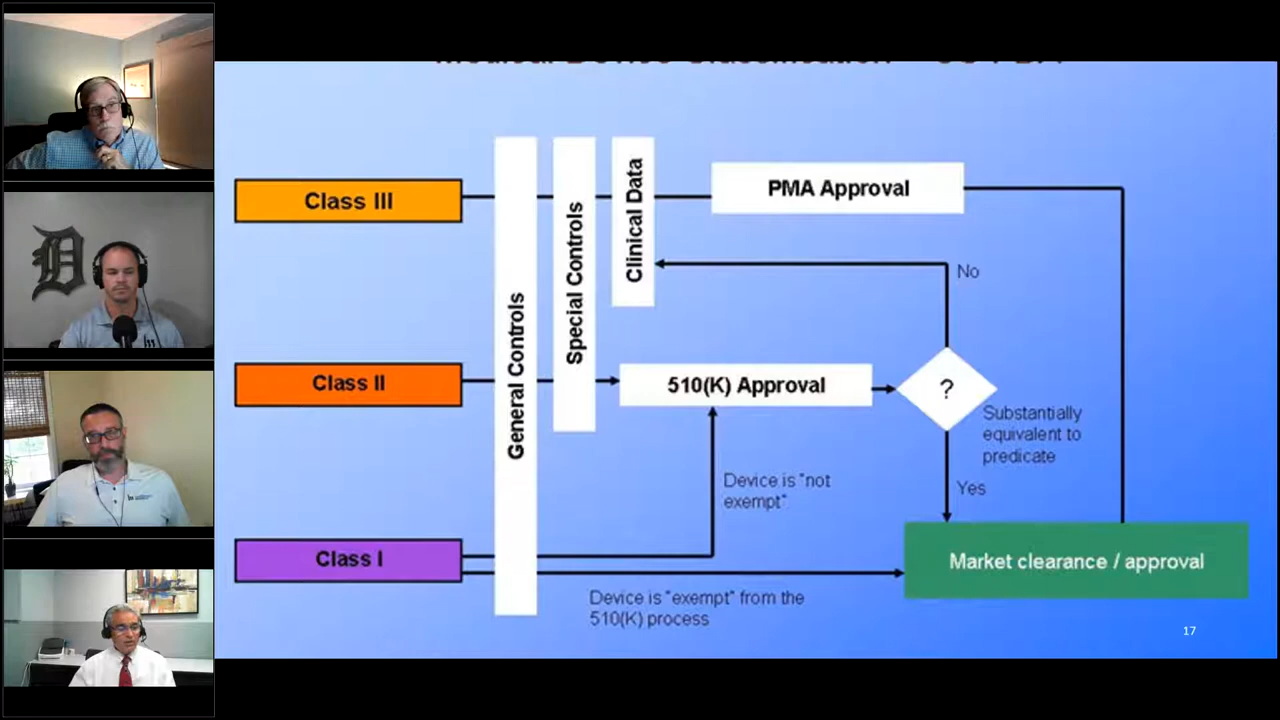 Class III
General Controls
Special Controls
Clinical Data
PMA Approval
No
Class II
510(K) Approval
?
Substantially
equivalent to
predicate
Device is "not
exempt"
Yes
Class I
Market clearance / approval
Device is "exempt" from the
510(K) process
17